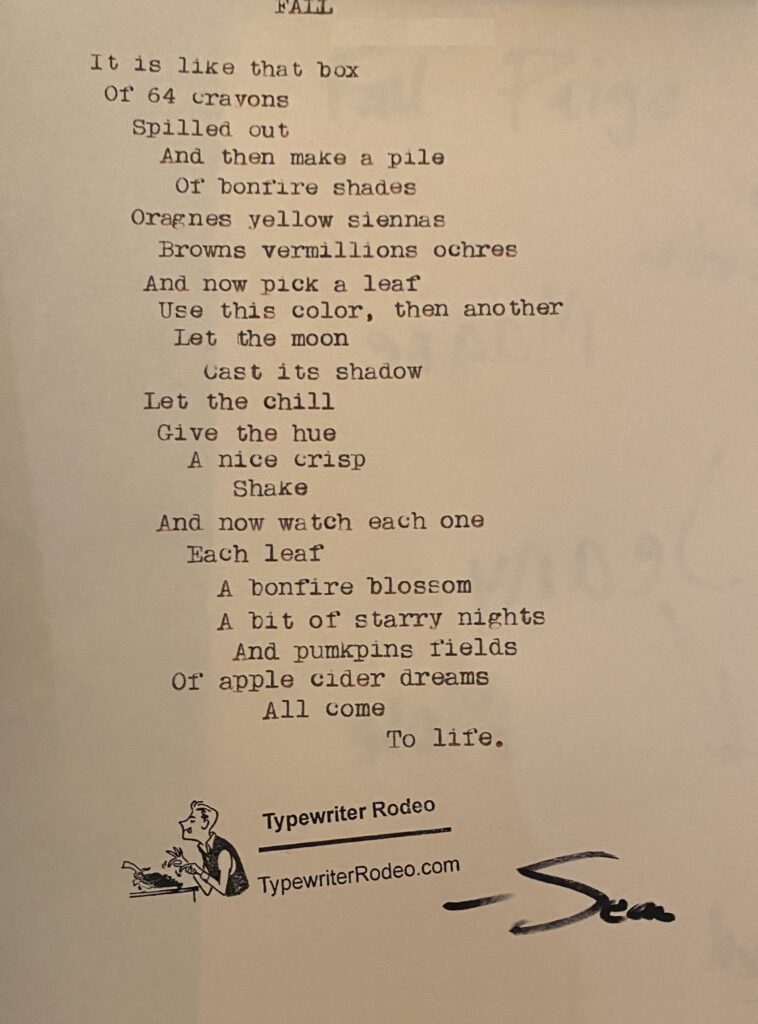 FALL
It is like that box
Of 64 crayons
Spilled out
And then make a pile
Of bonfire shades
Oragnes yellow siennas
Browns vermillions ochres
And now pick a leaf
Use this color, then another
Let the moon
Cast its shadow
Let the chill
Give the hue
A nice crisp
Shake
And now watch each one
Each leaf
A bonfire blossom
A bit of starry nights
And pumkpins fields
Of apple cider dreams
All come
To life.
Typewriter Rodeo
TypewriterRodeo.com
-Sean